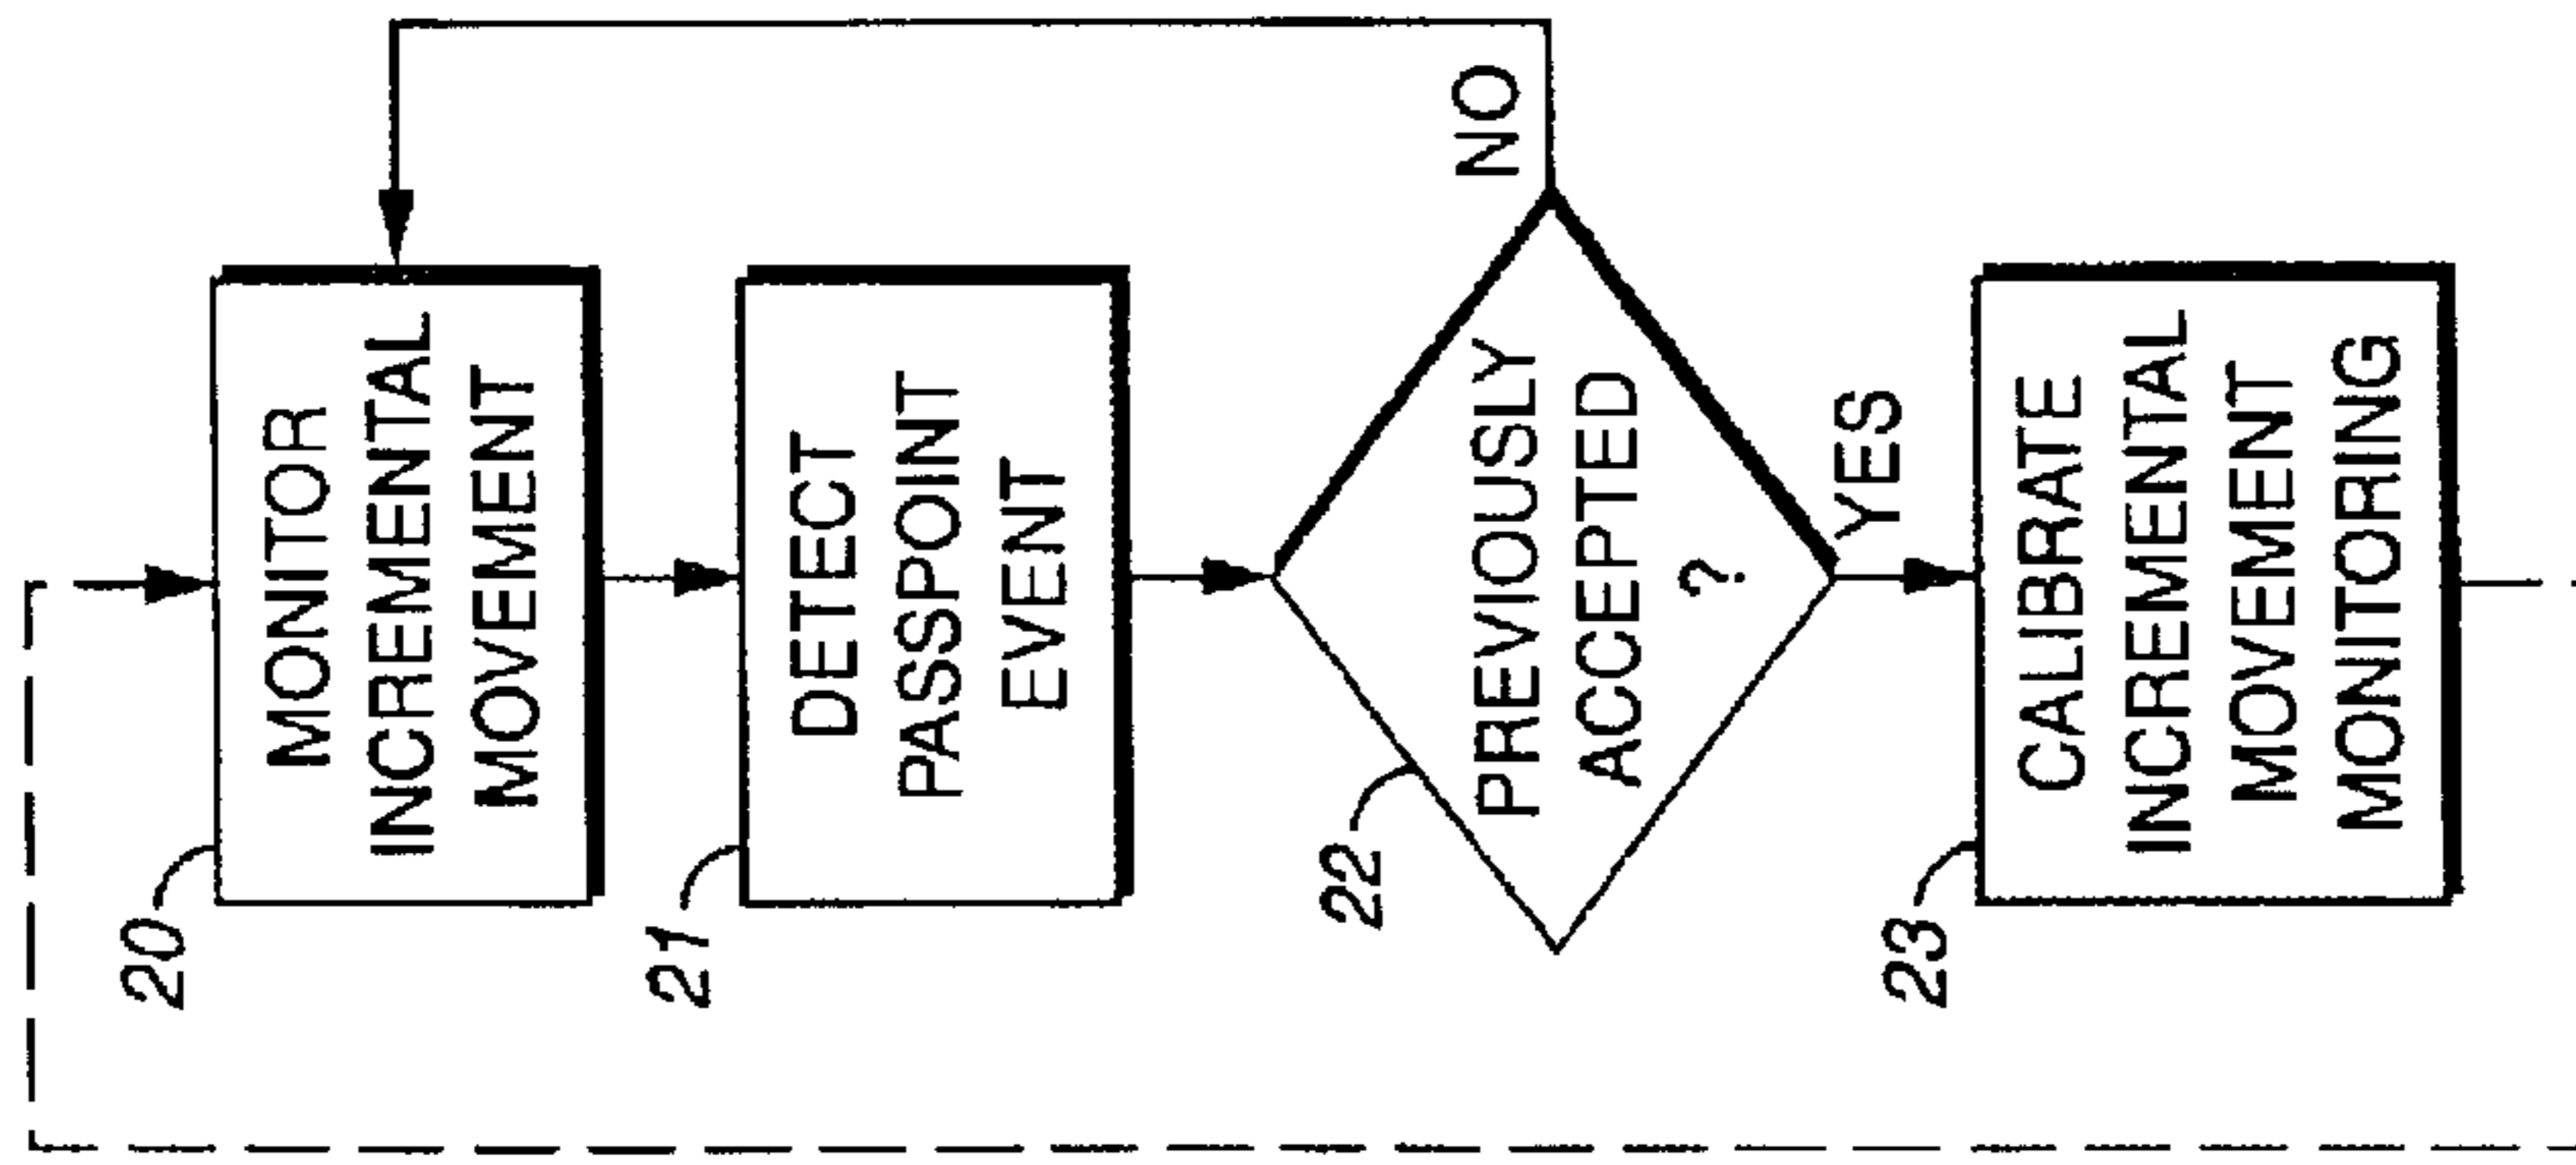 20
MONITOR
INCREMENTAL
MOVEMENT
21
DETECT
PASSPOINT
EVENT
22
PREVIOUSLY
ACCEPTED
?
NO
YES
23
CALIBRATE
INCREMENTAL
MOVEMENT
MONITORING